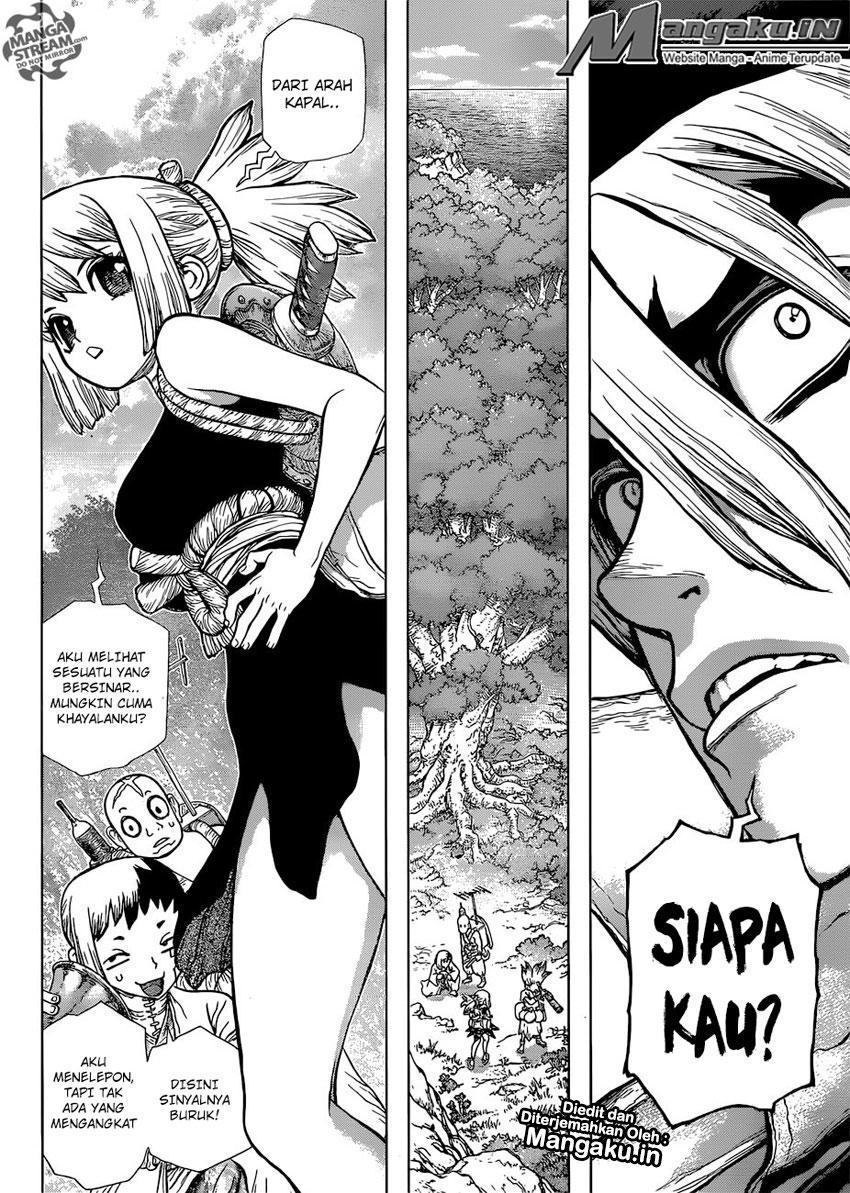 MANGA
STREAM.com
DO NOT MIRROR
Mangaku.IN
Website Manga - Anime Terupdate
SIAPA
KAU?
DARI ARAH
KAPAL..
AKU MELIHAT
SESUATU YANG
BERSINAR..
MUNGKIN CUMA
KHAYALANKU?
DISINI
SINYALNYA
BURUK!
AKU
MENELEPON,
TAPI TAK
ADA YANG
MENGANGKAT
Diedit dan
Diterjemahkan Oleh :
Mangaku.in